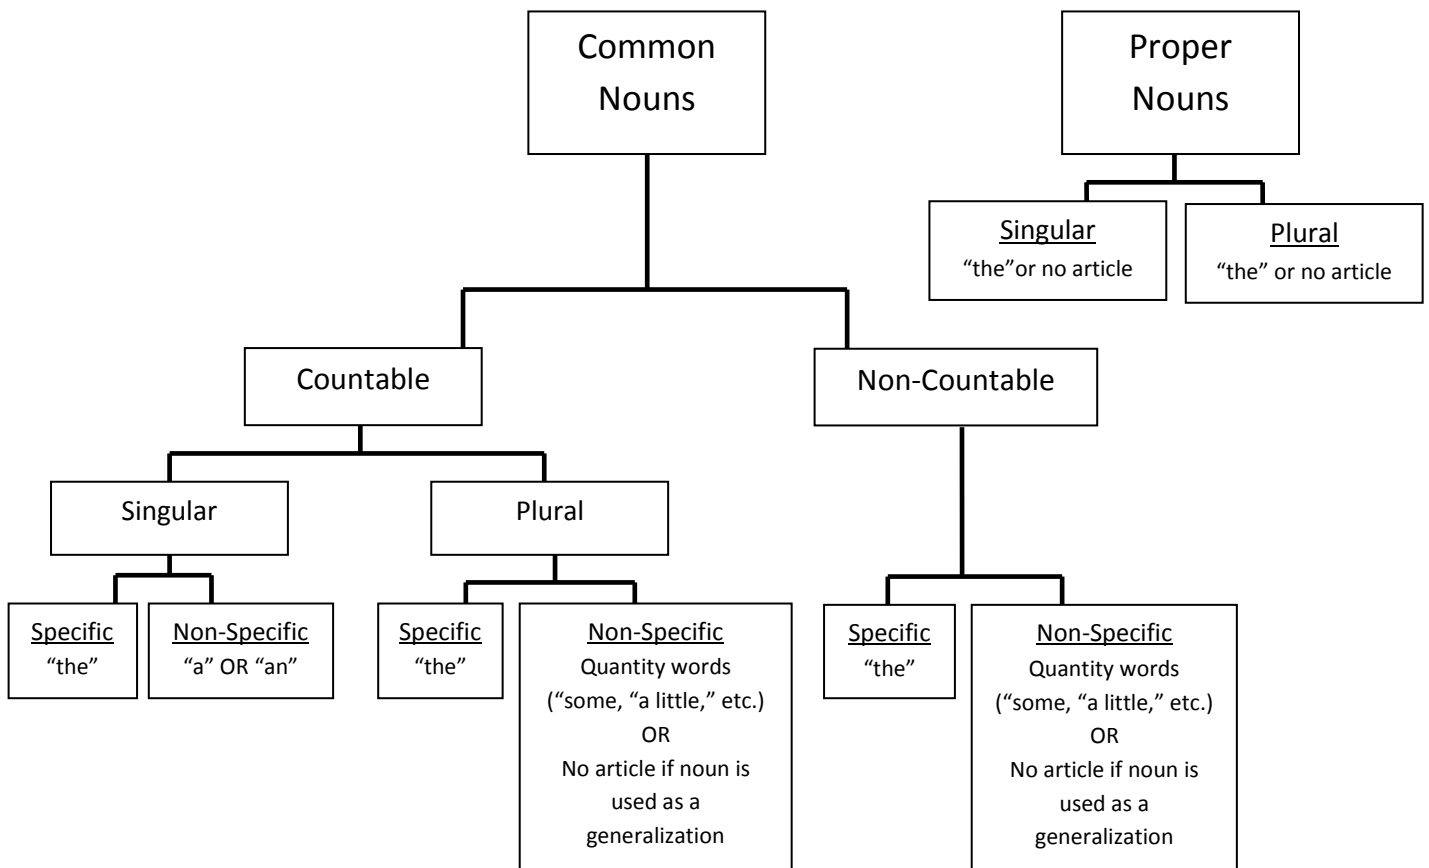 Common
Nouns
Proper
Nouns
Singular
“the”or no article
Plural
“the” or no article
Countable
Non-Countable
Singular
Plural
Specific
“the”
Non-Specific
“a” OR “an”
Specific
“the”
Non-Specific
Quantity words
(“some, “a little,” etc.)
OR
No article if noun is
used as a
generalization
Specific
“the”
Non-Specific
Quantity words
(“some, “a little,” etc.)
OR
No article if noun is
used as a
generalization